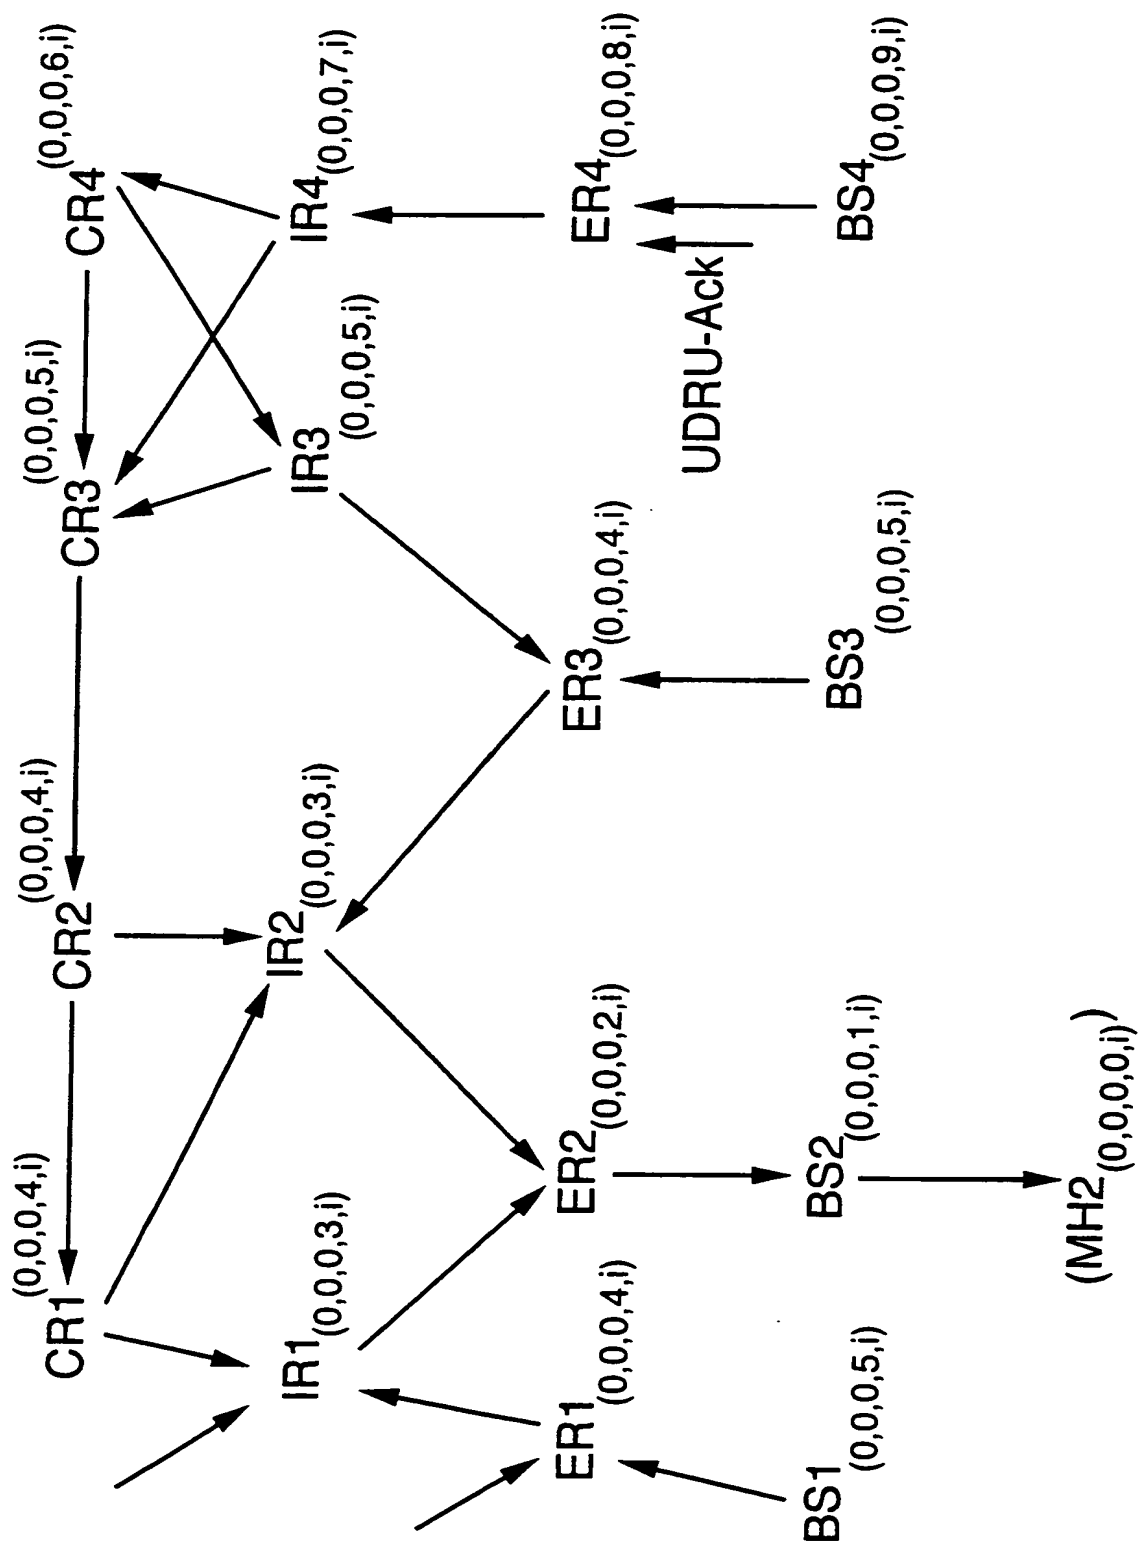 CR1 (0,0,0,4,i)
CR2 (0,0,0,4,i)
CR3 (0,0,0,5,i)
CR4 (0,0,0,6,i)
IR1 (0,0,0,3,i)
IR2 (0,0,0,3,i)
IR3 (0,0,0,5,i)
IR4 (0,0,0,7,i)
ER1 (0,0,0,4,i)
ER2 (0,0,0,2,i)
ER3 (0,0,0,4,i)
ER4 (0,0,0,8,i)
UDRU-Ack
BS1 (0,0,0,5,i)
BS2 (0,0,0,1,i)
BS3 (0,0,0,5,i)
BS4 (0,0,0,9,i)
(MH2 (0,0,0,0,i))